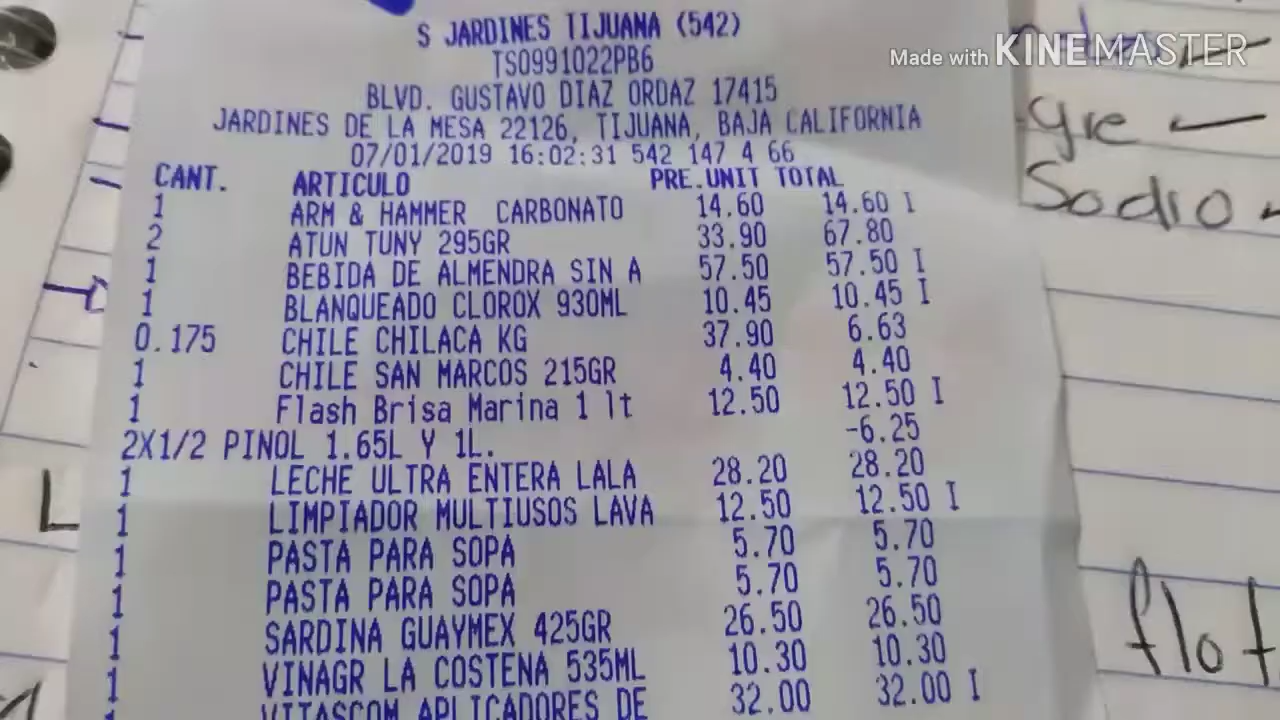 S JARDINES TIJUANA (542)
TSO991022PB6
BLVD. GUSTAVO DIAZ ORDAZ 17415
JARDINES DE LA MESA 22126, TIJUANA, BAJA CALIFORNIA
07/01/2019 16:02:31 542 147 4 66
CANT. ARTICULO PRE.UNIT TOTAL
1 ARM & HAMMER CARBONATO 14.60 14.60 I
2 ATUN TUNY 295GR 33.90 67.80
1 BEBIDA DE ALMENDRA SIN A 57.50 57.50 I
1 BLANQUEADO CLOROX 930ML 10.45 10.45 I
0.175 CHILE CHILACA KG 37.90 6.63
1 CHILE SAN MARCOS 215GR 4.40 4.40
1 Flash Brisa Marina 1 lt 12.50 12.50 I
2X1/2 PINOL 1.65L Y 1L. -6.25
1 LECHE ULTRA ENTERA LALA 28.20 28.20
1 LIMPIADOR MULTIUSOS LAVA 12.50 12.50 I
1 PASTA PARA SOPA 5.70 5.70
1 PASTA PARA SOPA 5.70 5.70
1 SARDINA GUAYMEX 425GR 26.50 26.50
1 VINAGR LA COSTENA 535ML 10.30 10.30
1 VITASCOM APLICADORES DE 32.00 32.00 I
Made with KINEMASTER
gre
Sodio
flot